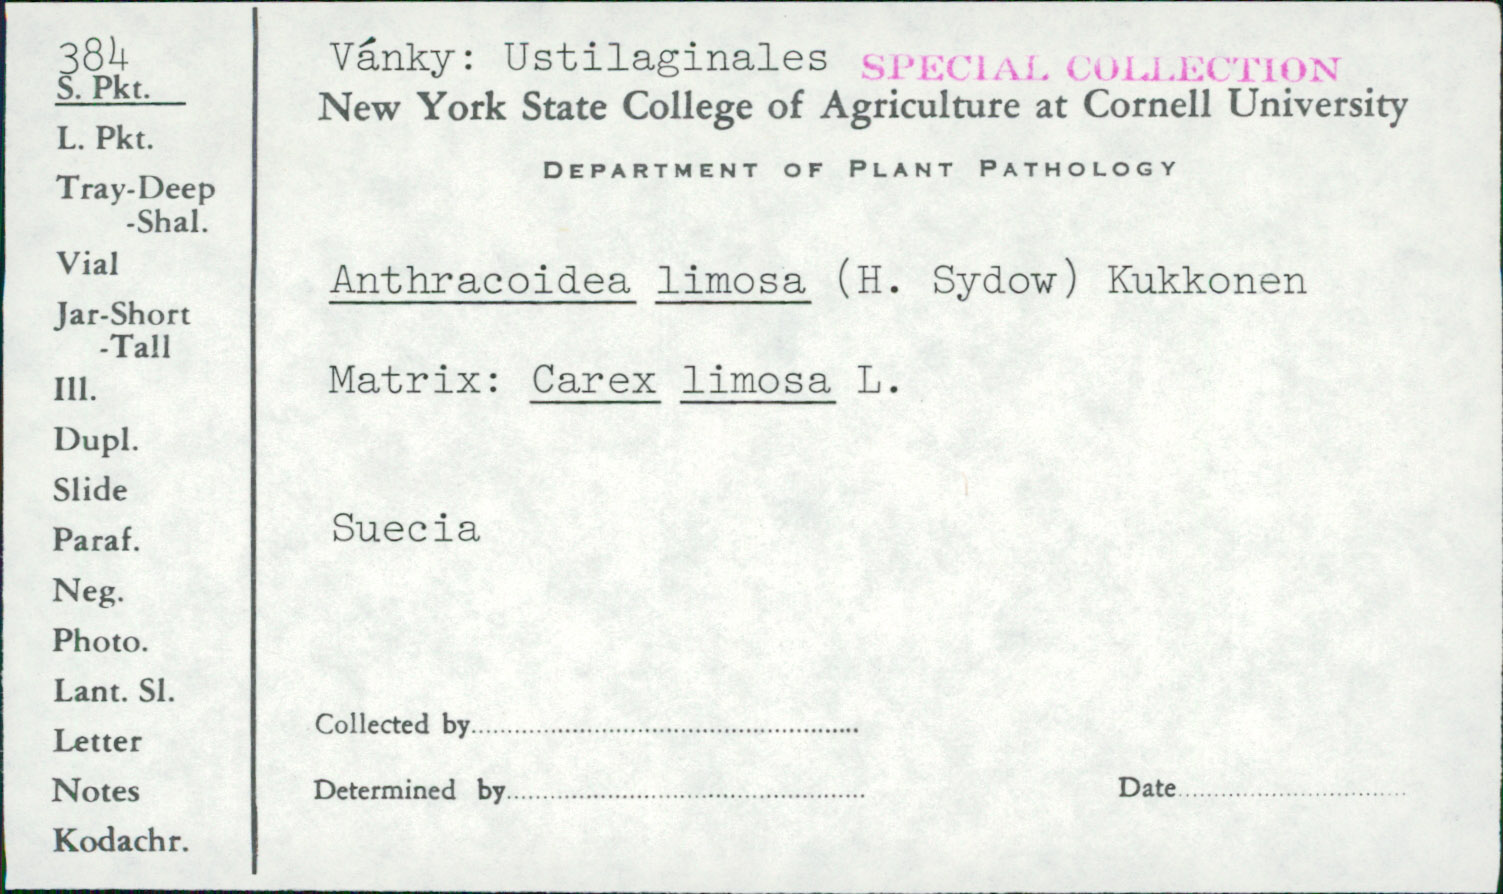 384
S. Pkt.
L. Pkt.
Tray-Deep
-Shal.
Vial
Jar-Short
-Tall
Ill.
Dupl.
Slide
Paraf.
Neg.
Photo.
Lant. Sl.
Letter
Notes
Kodachr.
Vánky: Ustilaginales SPECIAL COLLECTION
New York State College of Agriculture at Cornell University
DEPARTMENT OF PLANT PATHOLOGY
Anthracoidea limosa (H. Sydow) Kukkonen
Matrix: Carex limosa L.
Suecia
Collected by
Determined by Date